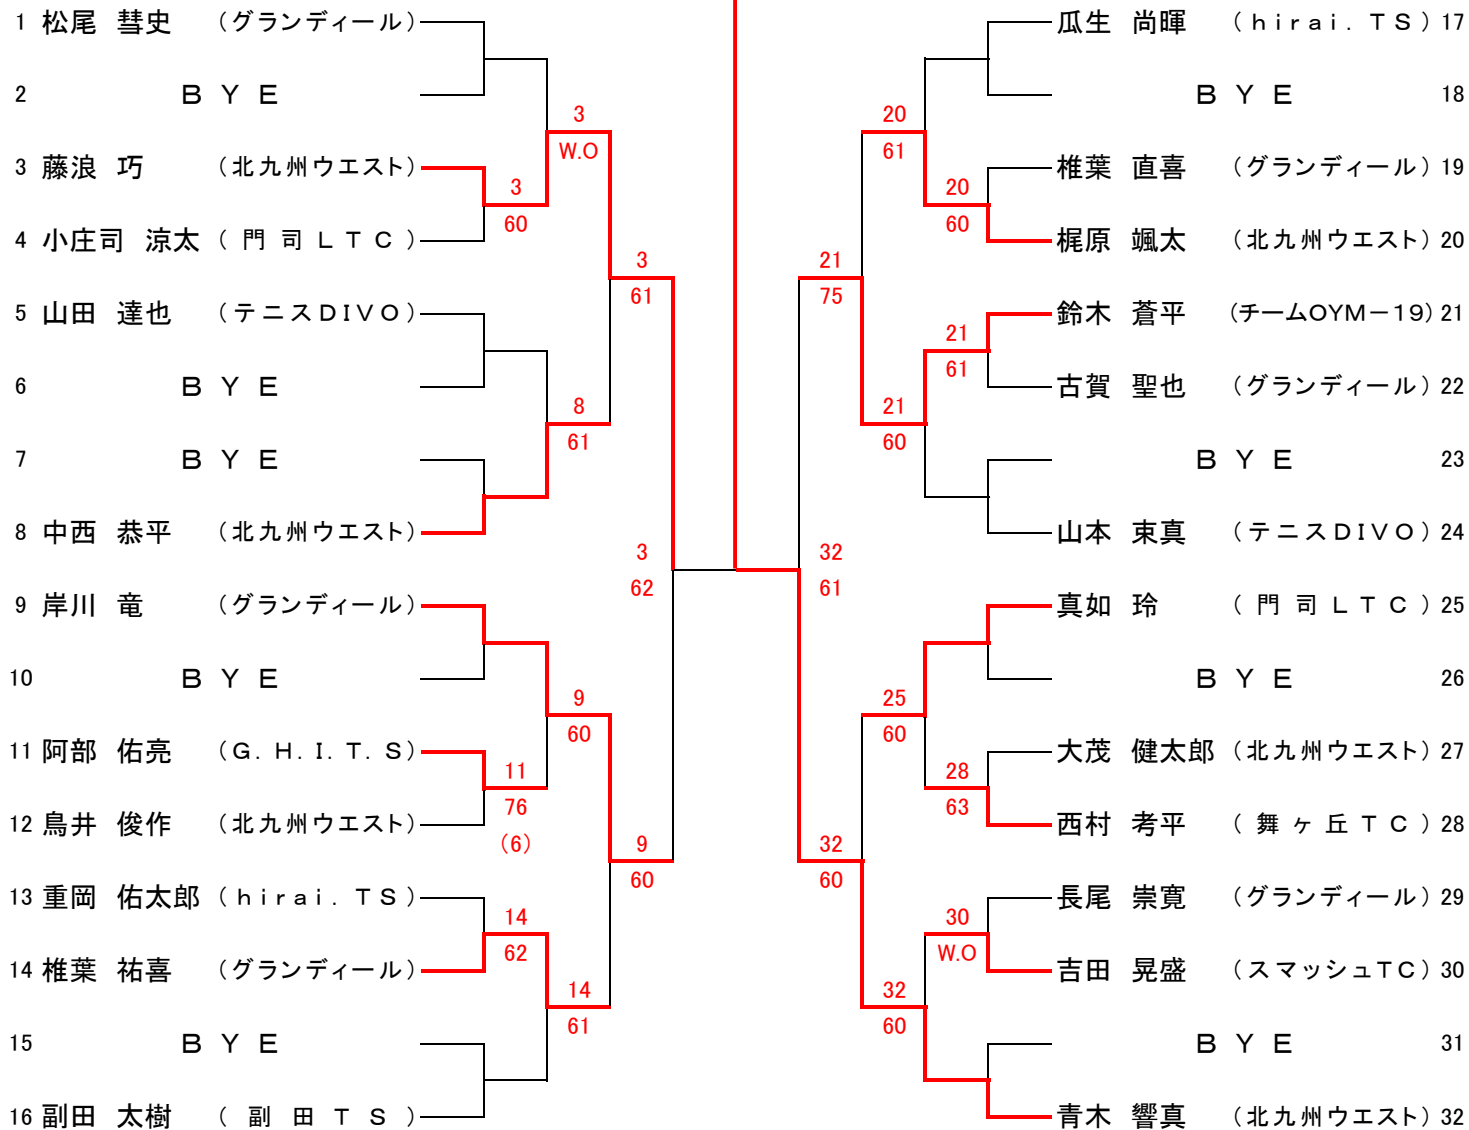 1 松尾 彗史 (グランディール)
2 BYE
3 藤浪 巧 (北九州ウエスト)
4 小庄司 涼太 (門司LTC)
5 山田 達也 (テニスDIVO)
6 BYE
7 BYE
8 中西 恭平 (北九州ウエスト)
9 岸川 竜 (グランディール)
10 BYE
11 阿部 佑亮 (G.H.I.T.S)
12 鳥井 俊作 (北九州ウエスト)
13 重岡 佑太郎 (hirai.TS)
14 椎葉 祐喜 (グランディール)
15 BYE
16 副田 太樹 (副田TS)
3
60
11
76
(6)
14
62
3
W.O
8
61
9
60
14
61
3
61
9
60
3
62
32
61
21
75
32
60
20
61
21
60
25
60
32
60
20
60
21
61
28
63
30
W.O
瓜生 尚暉 (hirai.TS) 17
BYE 18
椎葉 直喜 (グランディール) 19
梶原 颯太 (北九州ウエスト) 20
鈴木 蒼平 (チームOYM-19) 21
古賀 聖也 (グランディール) 22
BYE 23
山本 束真 (テニスDIVO) 24
真如 玲 (門司LTC) 25
BYE 26
大茂 健太郎 (北九州ウエスト) 27
西村 考平 (舞ヶ丘TC) 28
長尾 崇寛 (グランディール) 29
吉田 晃盛 (スマッシュTC) 30
BYE 31
青木 響真 (北九州ウエスト) 32